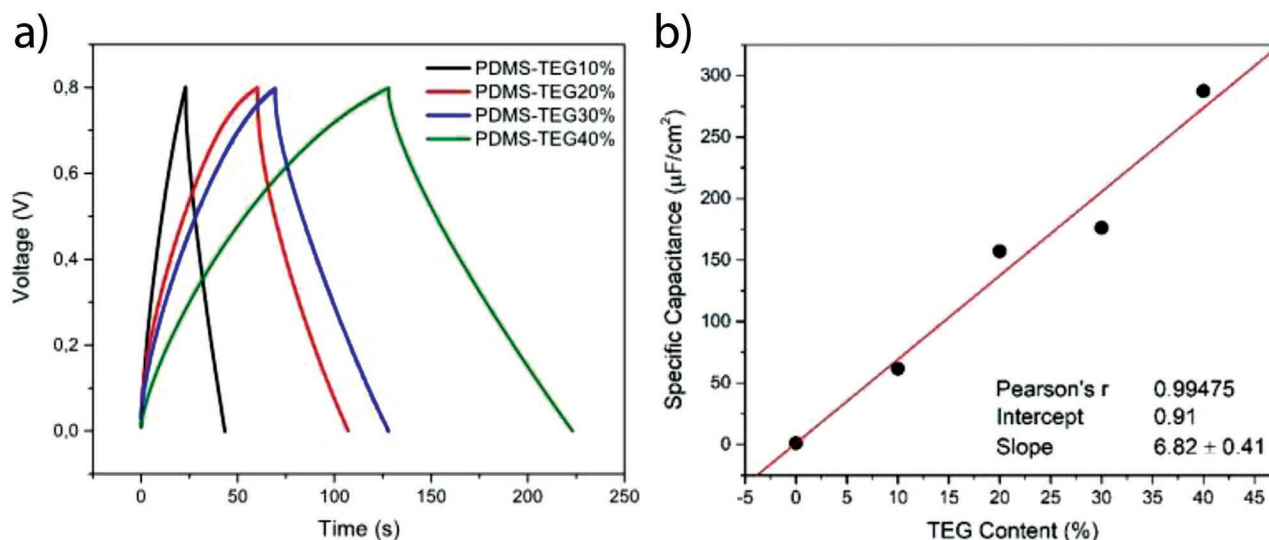 a)
Voltage (V)
0,8
0,6
0,4
0,2
0,0
PDMS-TEG10%
PDMS-TEG20%
PDMS-TEG30%
PDMS-TEG40%
0 50 100 150 200 250
Time (s)
b)
Specific Capacitance (µF/cm²)
300
250
200
150
100
50
0
Pearson's r 0.99475
Intercept 0.91
Slope 6.82 ± 0.41
-5 0 5 10 15 20 25 30 35 40 45
TEG Content (%)